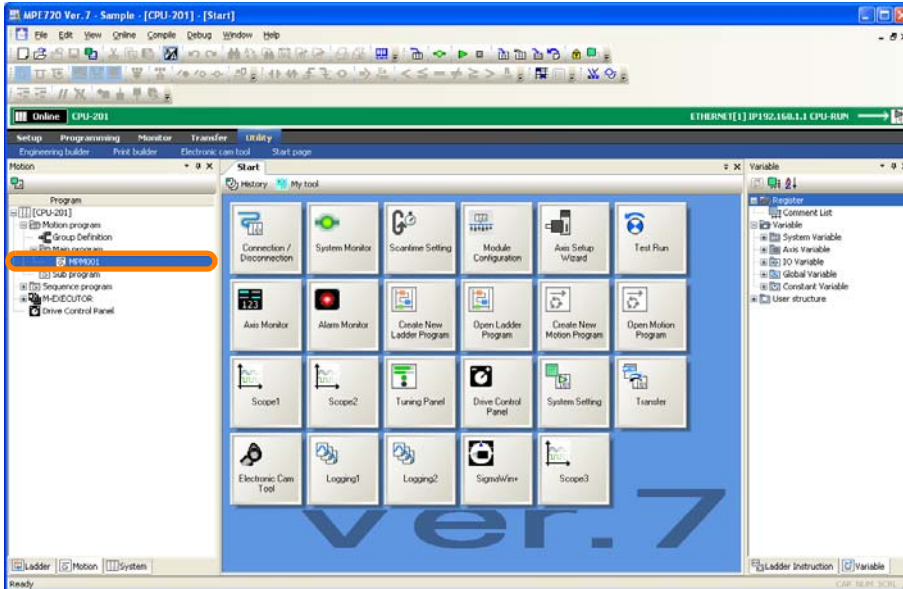 MPE720 Ver. 7 - Sample - [CPU-201] - [Start]
File Edit View Online Compile Debug Window Help
Online CPU-201 ETHERNET[1] IP192.168.1.1 CPU-RUN
Setup Programming Monitor Transfer Utility
Engineering builder Print builder Electronic cam tool Start page
Motion
Program
[CPU-201]
Motion program
Group Definition
Main program
MPM001
Sub program
Sequence program
M-EXECUTOR
Drive Control Panel
Ladder Motion System
Start
History My tool
Connection / Disconnection
System Monitor
Scantime Setting
Module Configuration
Axis Setup Wizard
Test Run
123
Axis Monitor
Alarm Monitor
Create New Ladder Program
Open Ladder Program
Create New Motion Program
Open Motion Program
Scope1
Scope2
Tuning Panel
Drive Control Panel
System Setting
Transfer
Electronic Cam Tool
Logging1
Logging2
SigmaWin+
Scope3
ver.7
Variable
Register
Comment List
Variable
System Variable
Axis Variable
IO Variable
Global Variable
Constant Variable
User structure
Ladder Instruction Variable
Ready CAP NUM SCRL